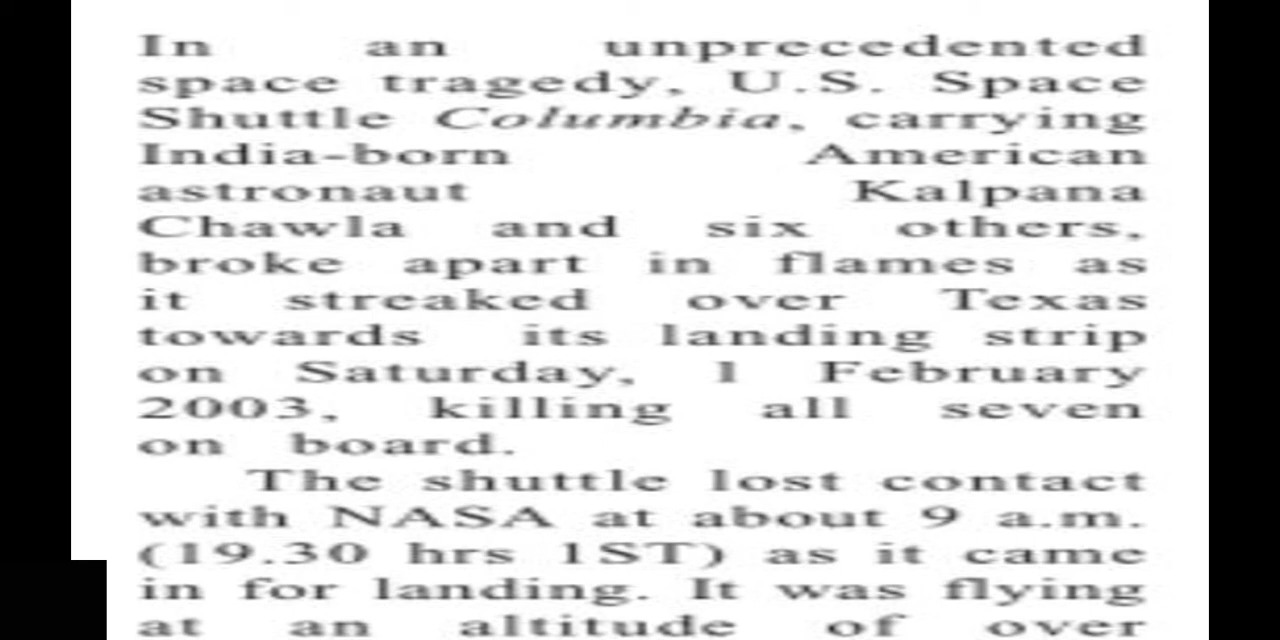 In an unprecedented
space tragedy, U.S. Space
Shuttle Columbia, carrying
India-born American
astronaut Kalpana
Chawla and six others,
broke apart in flames as
it streaked over Texas
towards its landing strip
on Saturday, 1 February
2003, killing all seven
on board.
The shuttle lost contact
with NASA at about 9 a.m.
(19.30 hrs 1ST) as it came
in for landing. It was flying
at an altitude of over